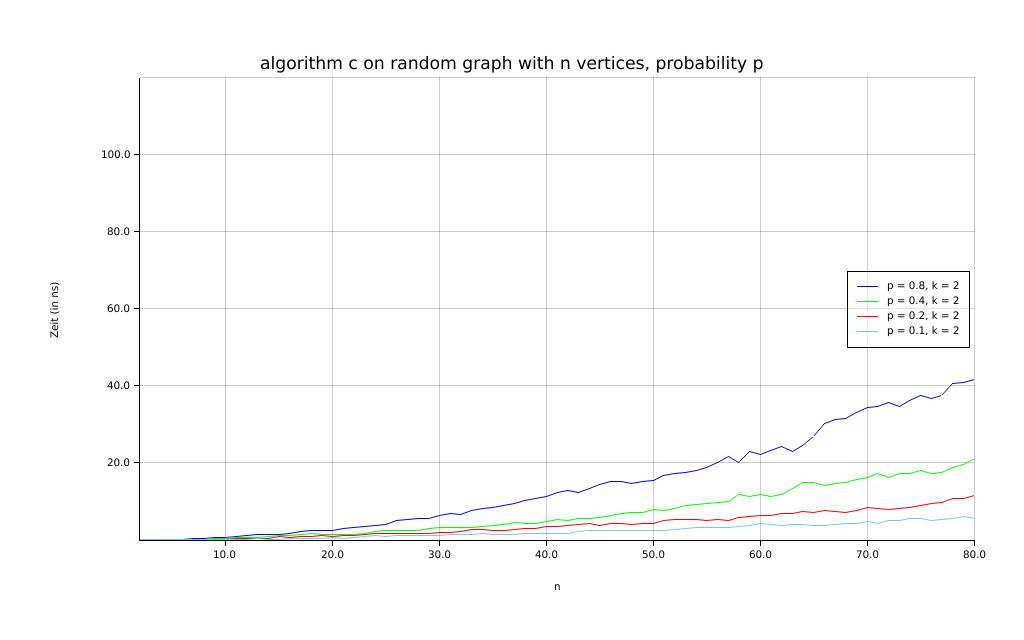 algorithm c on random graph with n vertices, probability p
100.0
80.0
60.0
40.0
20.0
Zeit (in ns)
p = 0.8, k = 2
p = 0.4, k = 2
p = 0.2, k = 2
p = 0.1, k = 2
10.0 20.0 30.0 40.0 50.0 60.0 70.0 80.0
n